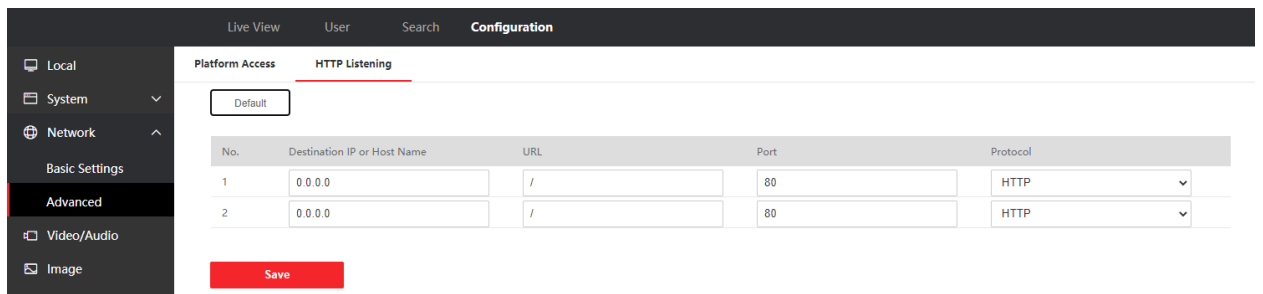 Live View User Search Configuration
Local
System
Network
Basic Settings
Advanced
Video/Audio
Image
Platform Access HTTP Listening
Default
No. Destination IP or Host Name URL Port Protocol
1 0.0.0.0 / 80 HTTP
2 0.0.0.0 / 80 HTTP
Save